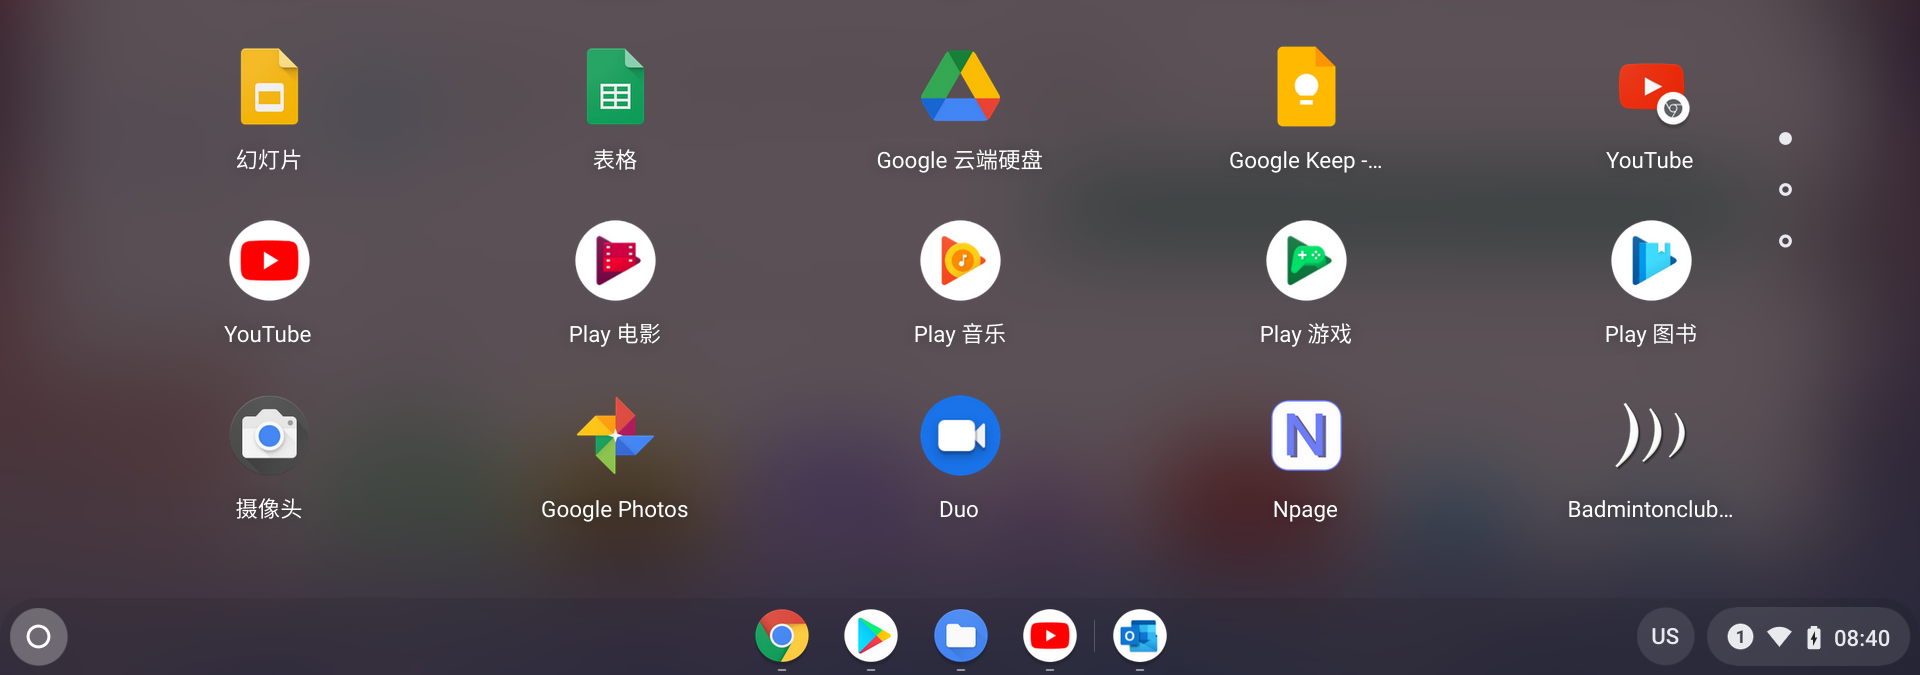 幻灯片
表格
Google 云端硬盘
Google Keep -...
YouTube
YouTube
Play 电影
Play 音乐
Play 游戏
Play 图书
摄像头
Google Photos
Duo
N
Npage
Badmintonclub...
O
US
1
08:40